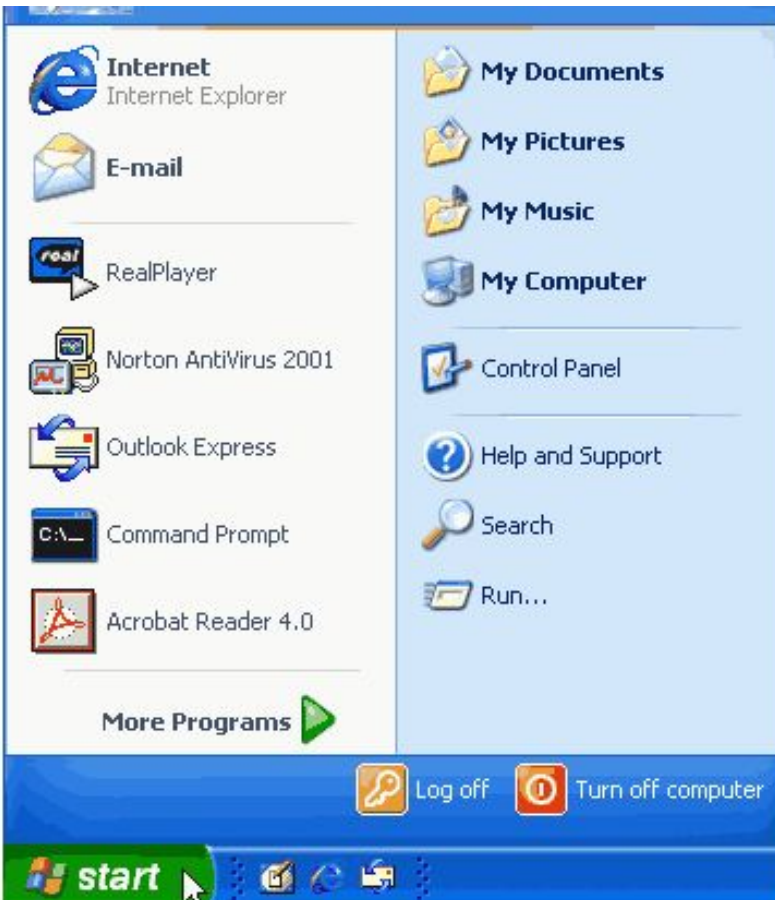 Internet
Internet Explorer
E-mail
real
RealPlayer
Norton AntiVirus 2001
Outlook Express
C:\_
Command Prompt
Acrobat Reader 4.0
More Programs
My Documents
My Pictures
My Music
My Computer
Control Panel
Help and Support
Search
Run...
Log off
Turn off computer
start